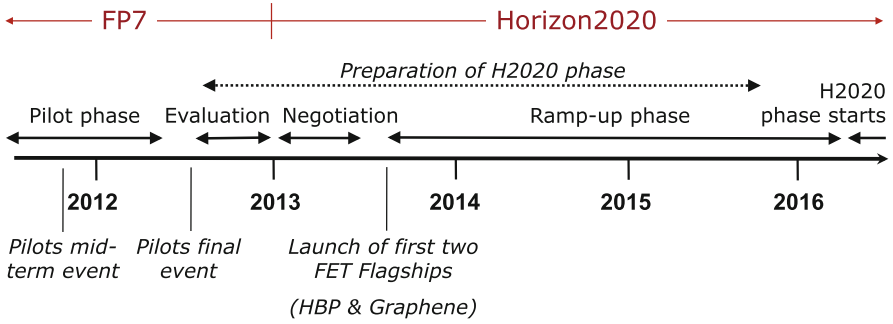 FP7 Horizon2020
Preparation of H2020 phase
H2020
Pilot phase Evaluation Negotiation Ramp-up phase phase starts
2012 2013 2014 2015 2016
Pilots mid-
term event
Pilots final
event
Launch of first two
FET Flagships
(HBP & Graphene)